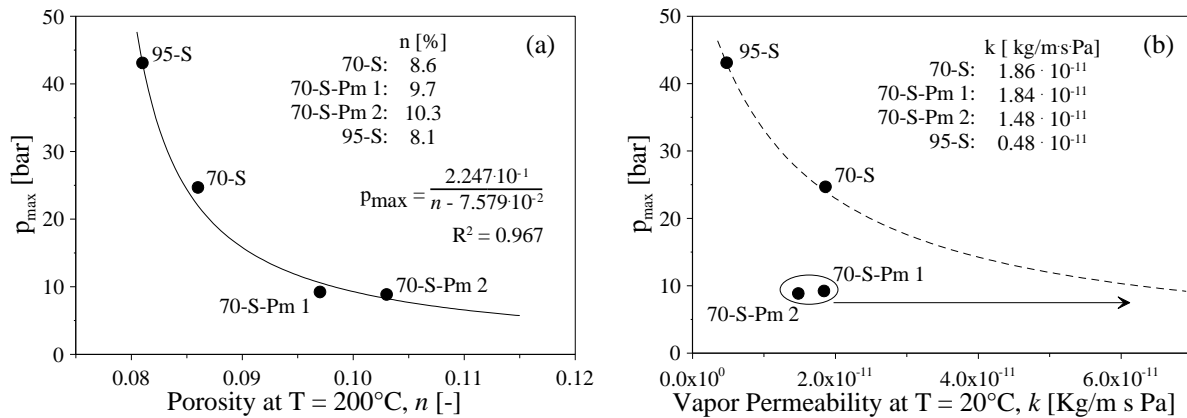 50
40
30
20
10
0
p_max [bar]
95-S
(a)
n [%]
70-S: 8.6
70-S-Pm 1: 9.7
70-S-Pm 2: 10.3
95-S: 8.1
70-S
p_max = 2.247·10⁻¹ / n - 7.579·10⁻²
R² = 0.967
70-S-Pm 1
70-S-Pm 2
0.08 0.09 0.10 0.11 0.12
Porosity at T = 200°C, n [-]
50
40
30
20
10
0
p_max [bar]
95-S
(b)
k [ kg/m·s·Pa]
70-S: 1.86 · 10⁻¹¹
70-S-Pm 1: 1.84 · 10⁻¹¹
70-S-Pm 2: 1.48 · 10⁻¹¹
95-S: 0.48 · 10⁻¹¹
70-S
70-S-Pm 1
70-S-Pm 2
0.0x10⁰ 2.0x10⁻¹¹ 4.0x10⁻¹¹ 6.0x10⁻¹¹
Vapor Permeability at T = 20°C, k [Kg/m s Pa]